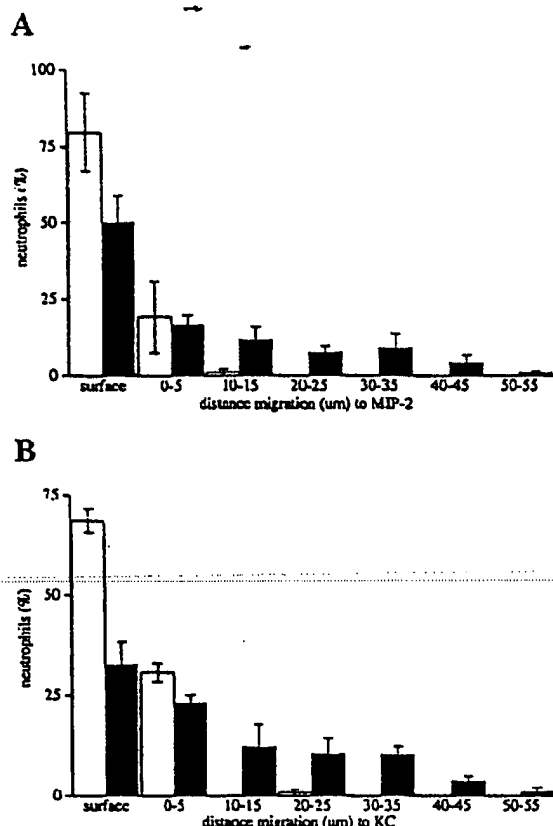 A
100
75
50
25
0
neutrophils (%)
surface 0-5 10-15 20-25 30-35 40-45 50-55
distance migration (um) to MIP-2
B
75
50
25
0
neutrophils (%)
surface 0-5 10-15 20-25 30-35 40-45 50-55
distance migration (um) to KC